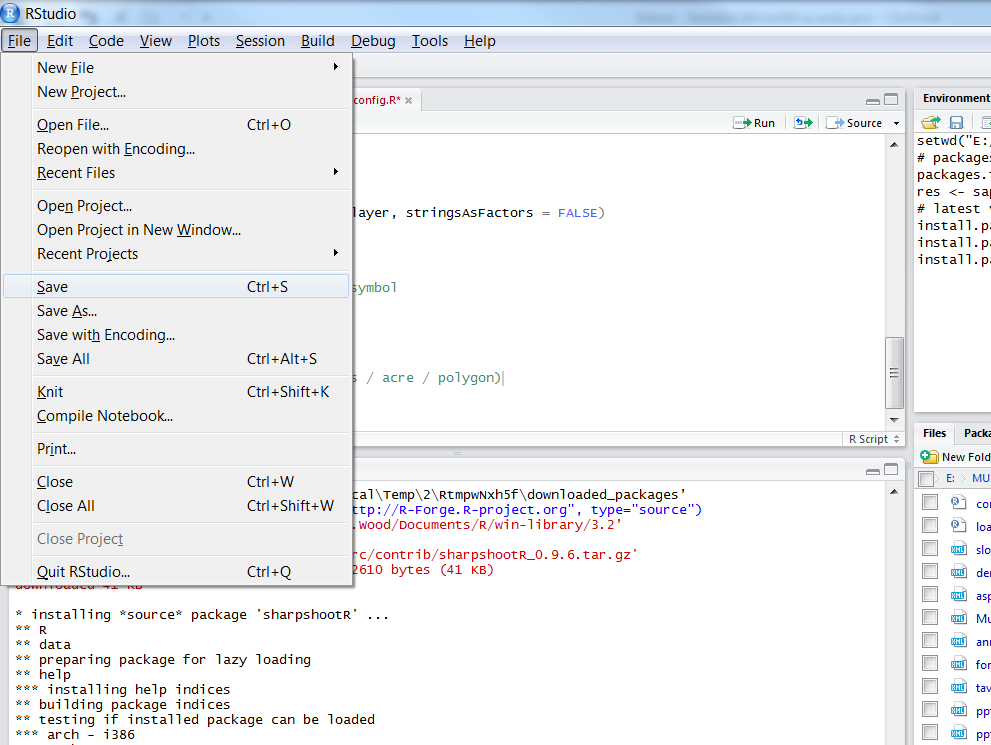 RStudio
File Edit Code View Plots Session Build Debug Tools Help
New File
New Project...
Open File... Ctrl+O
Reopen with Encoding...
Recent Files
Open Project...
Open Project in New Window...
Recent Projects
Save Ctrl+S
Save As...
Save with Encoding...
Save All Ctrl+Alt+S
Knit Ctrl+Shift+K
Compile Notebook...
Print...
Close Ctrl+W
Close All Ctrl+Shift+W
Close Project
Quit RStudio... Ctrl+Q
config.R*
Run Source
layer, stringsAsFactors = FALSE)
symbol
s / acre / polygon)
R Script
cal\Temp\2\RtmpwNxh5f\downloaded_packages’
ttp://R-Forge.R-project.org", type="source")
.Wood/Documents/R/win-library/3.2’
rc/contrib/sharpshootR_0.9.6.tar.gz'
2610 bytes (41 KB)
downloaded 41 KB
* installing *source* package 'sharpshootR' ...
** R
** data
** preparing package for lazy loading
** help
*** installing help indices
** building package indices
** testing if installed package can be loaded
*** arch - i386
Environment
setwd("E:/
# packages
packages.i
res <- sap
# latest v
install.pa
install.pa
install.pa
Files Packa
New Fold
E: MU
co
loa
slo
de
asp
Mu
ann
for
tav
pp
pp